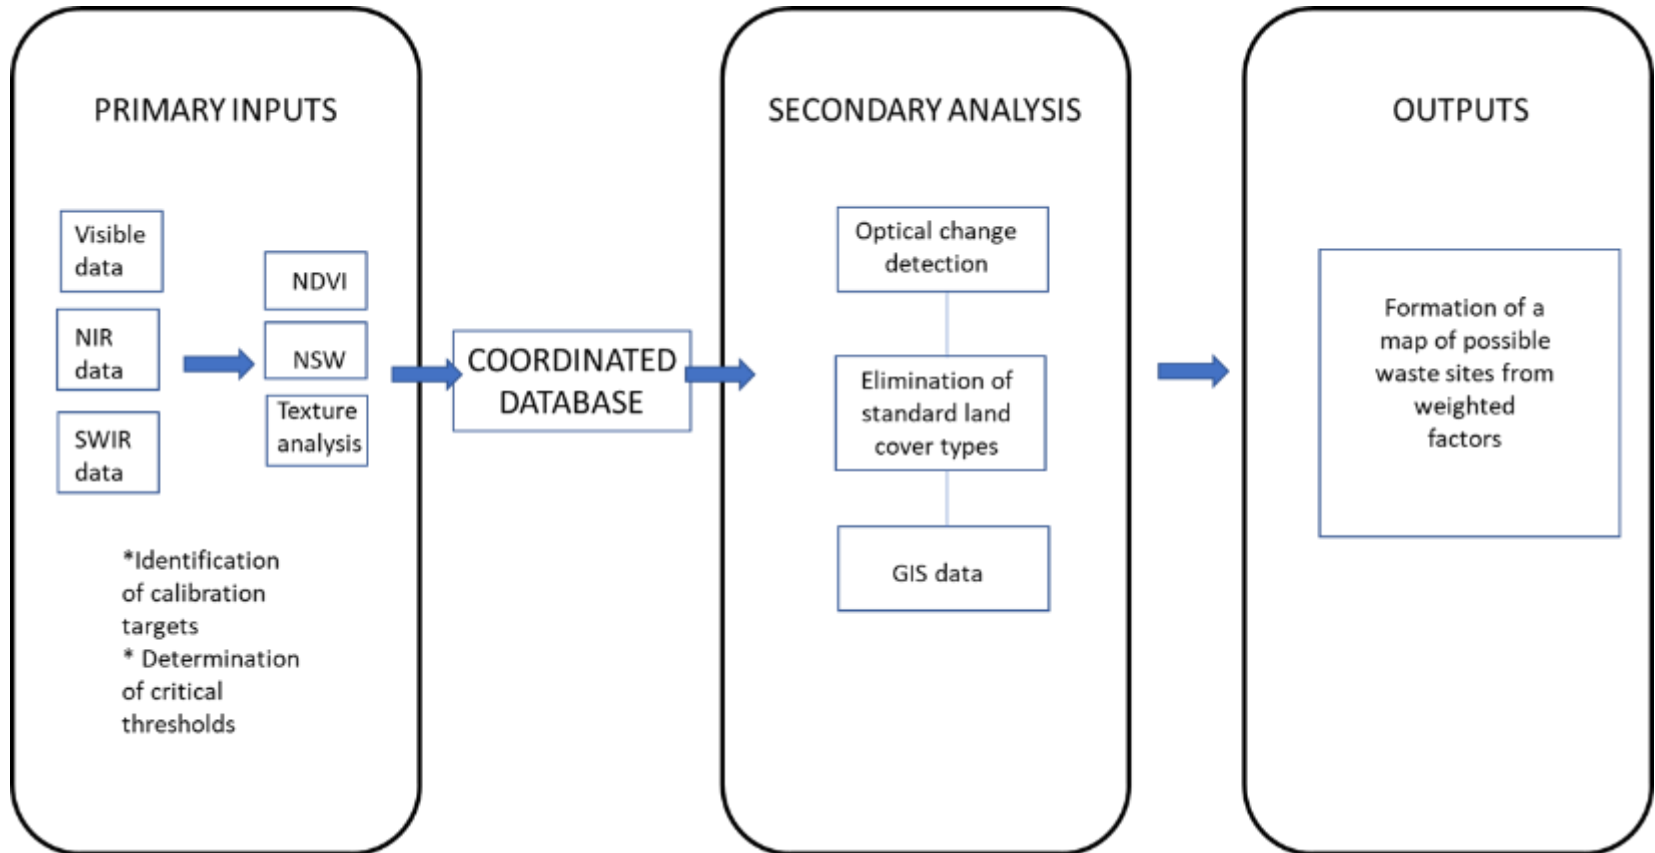 PRIMARY INPUTS
Visible
data
NIR
data
SWIR
data
NDVI
NSW
Texture
analysis
*Identification
of calibration
targets
* Determination
of critical
thresholds
COORDINATED
DATABASE
SECONDARY ANALYSIS
Optical change
detection
Elimination of
standard land
cover types
GIS data
OUTPUTS
Formation of a
map of possible
waste sites from
weighted
factors